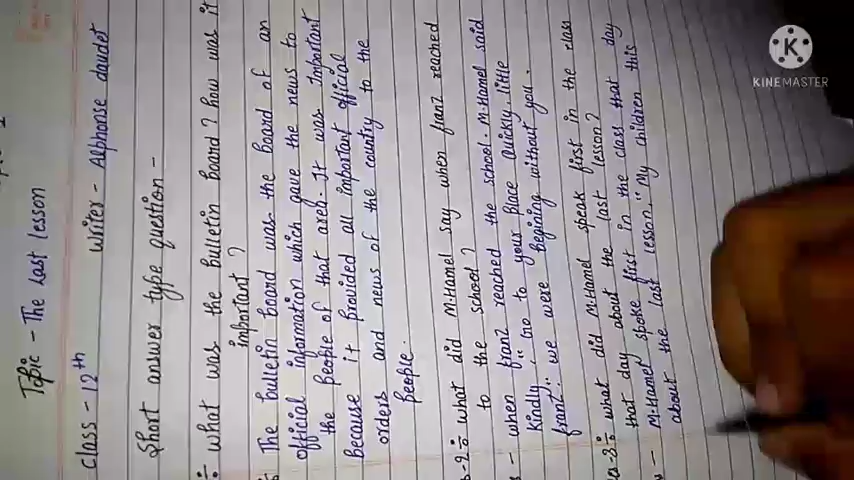 Topic - The Last lesson
class - 12th writer - Alphonse daudet
Short answer type question -
what was the bulletin board? how was it
important?
The bulletin board was the board of an
official information which gave the news to
the people of that area. It was Important
because it provided all important official
orders and news of the country to the
people.
Q-2 what did M.Hamel say when franz reached
to the school?
when franz reached the school. M.Hamel said
kindly, "Go to your place quickly, little
franz". we were begining without you.
Q-3 what did M.Hamel speak first in the class
that day about the last lesson?
M.Hamel spoke first in the class that day
about the last lesson, "My children this
KINEMASTER